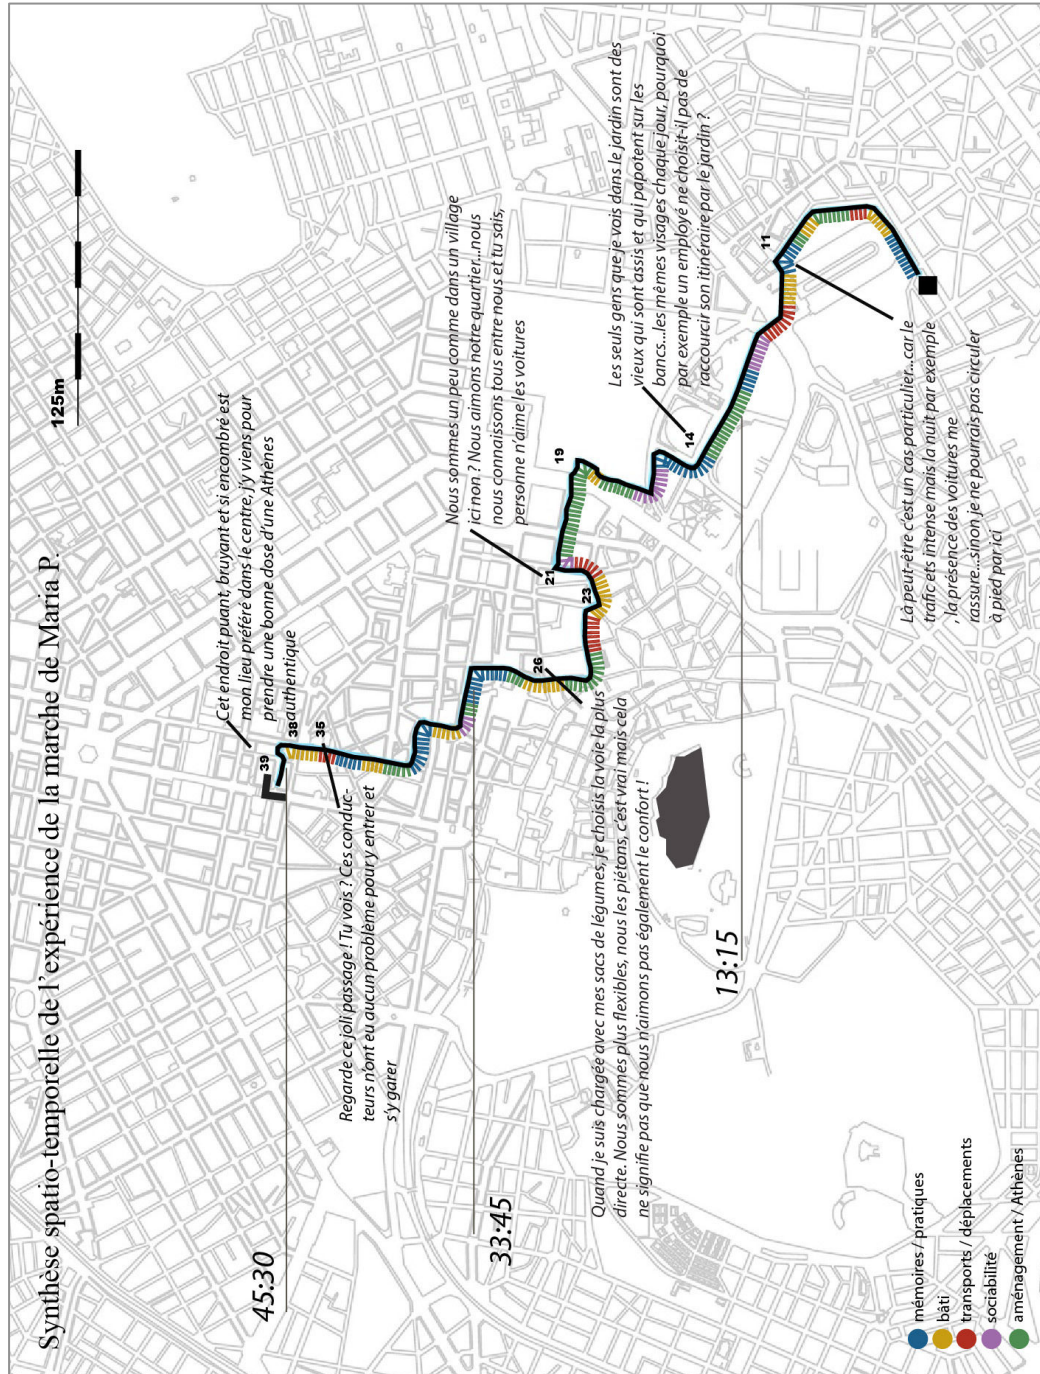 Synthèse spatio-temporelle de l'expérience de la marche de Maria P.
125m
Cet endroit puant, bruyant et si encombré est
mon lieu préféré dans le centre, j'y viens pour
prendre une bonne dose d'une Athènes
authentique
39
38
35
Regarde ce joli passage ! Tu vois ? Ces conduc-
teurs n'ont eu aucun problème pour y entrer et
s'y garer
45:30
Nous sommes un peu comme dans un village
ici non ? Nous aimons notre quartier...nous
nous connaissons tous entre nous et tu sais,
personne n'aime les voitures
21
19
23
26
33:45
Les seuls gens que je vois dans le jardin sont des
vieux qui sont assis et qui papotent sur les
bancs...les mêmes visages chaque jour, pourquoi
par exemple un employé ne choisit-il pas de
raccourcir son itinéraire par le jardin ?
14
11
Quand je suis chargée avec mes sacs de légumes, je choisis la voie la plus
directe. Nous sommes plus flexibles, nous les piétons, c'est vrai mais cela
ne signifie pas que nous n'aimons pas également le confort !
13:15
Là peut-être c'est un cas particulier...car le
trafic ets intense mais la nuit par exemple
, la présence des voitures me
rassure...sinon je ne pourrais pas circuler
à pied par ici
mémoires / pratiques
bâti
transports / déplacements
sociabilité
aménagement / Athènes